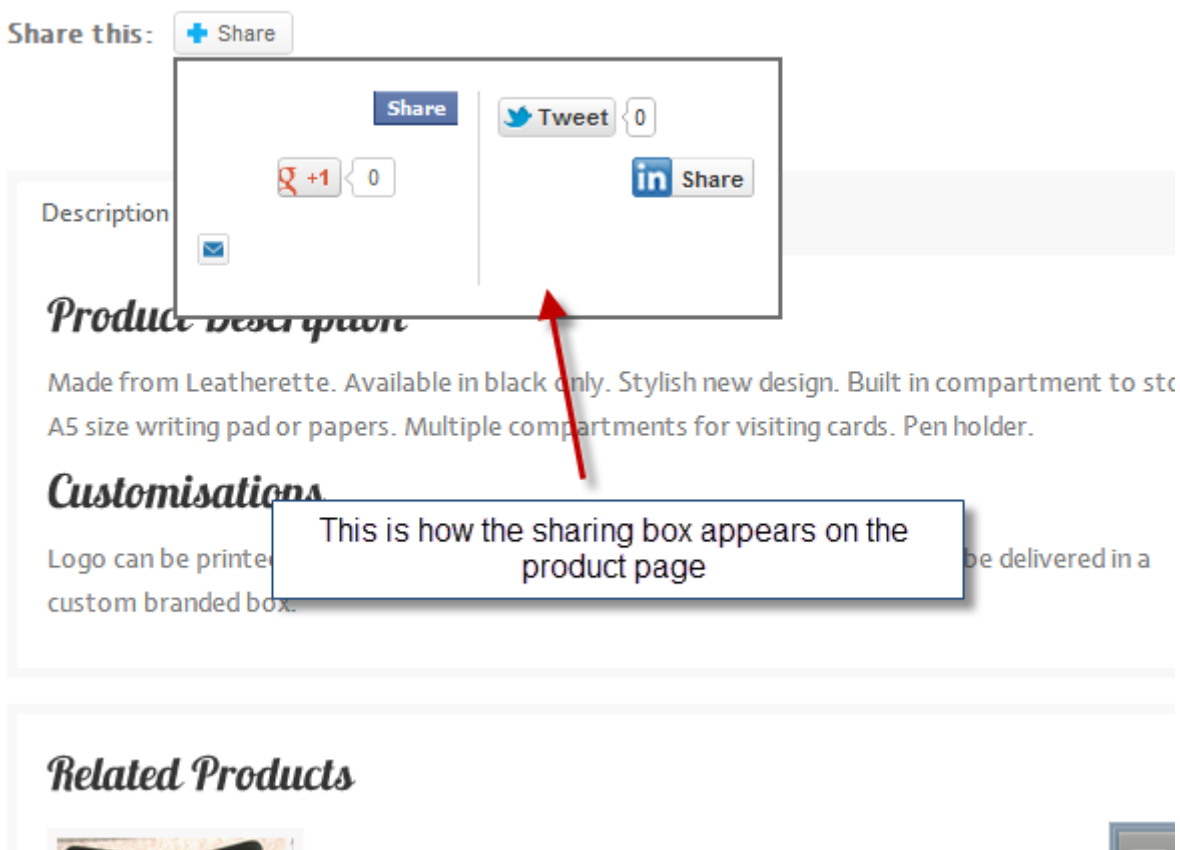 Share this: Share
Share Tweet 0
g +1 0 in Share
Description
Product Description
Made from Leatherette. Available in black only. Stylish new design. Built in compartment to sto
A5 size writing pad or papers. Multiple compartments for visiting cards. Pen holder.
Customisations
Logo can be printed be delivered in a
custom branded box.
This is how the sharing box appears on the
product page
Related Products